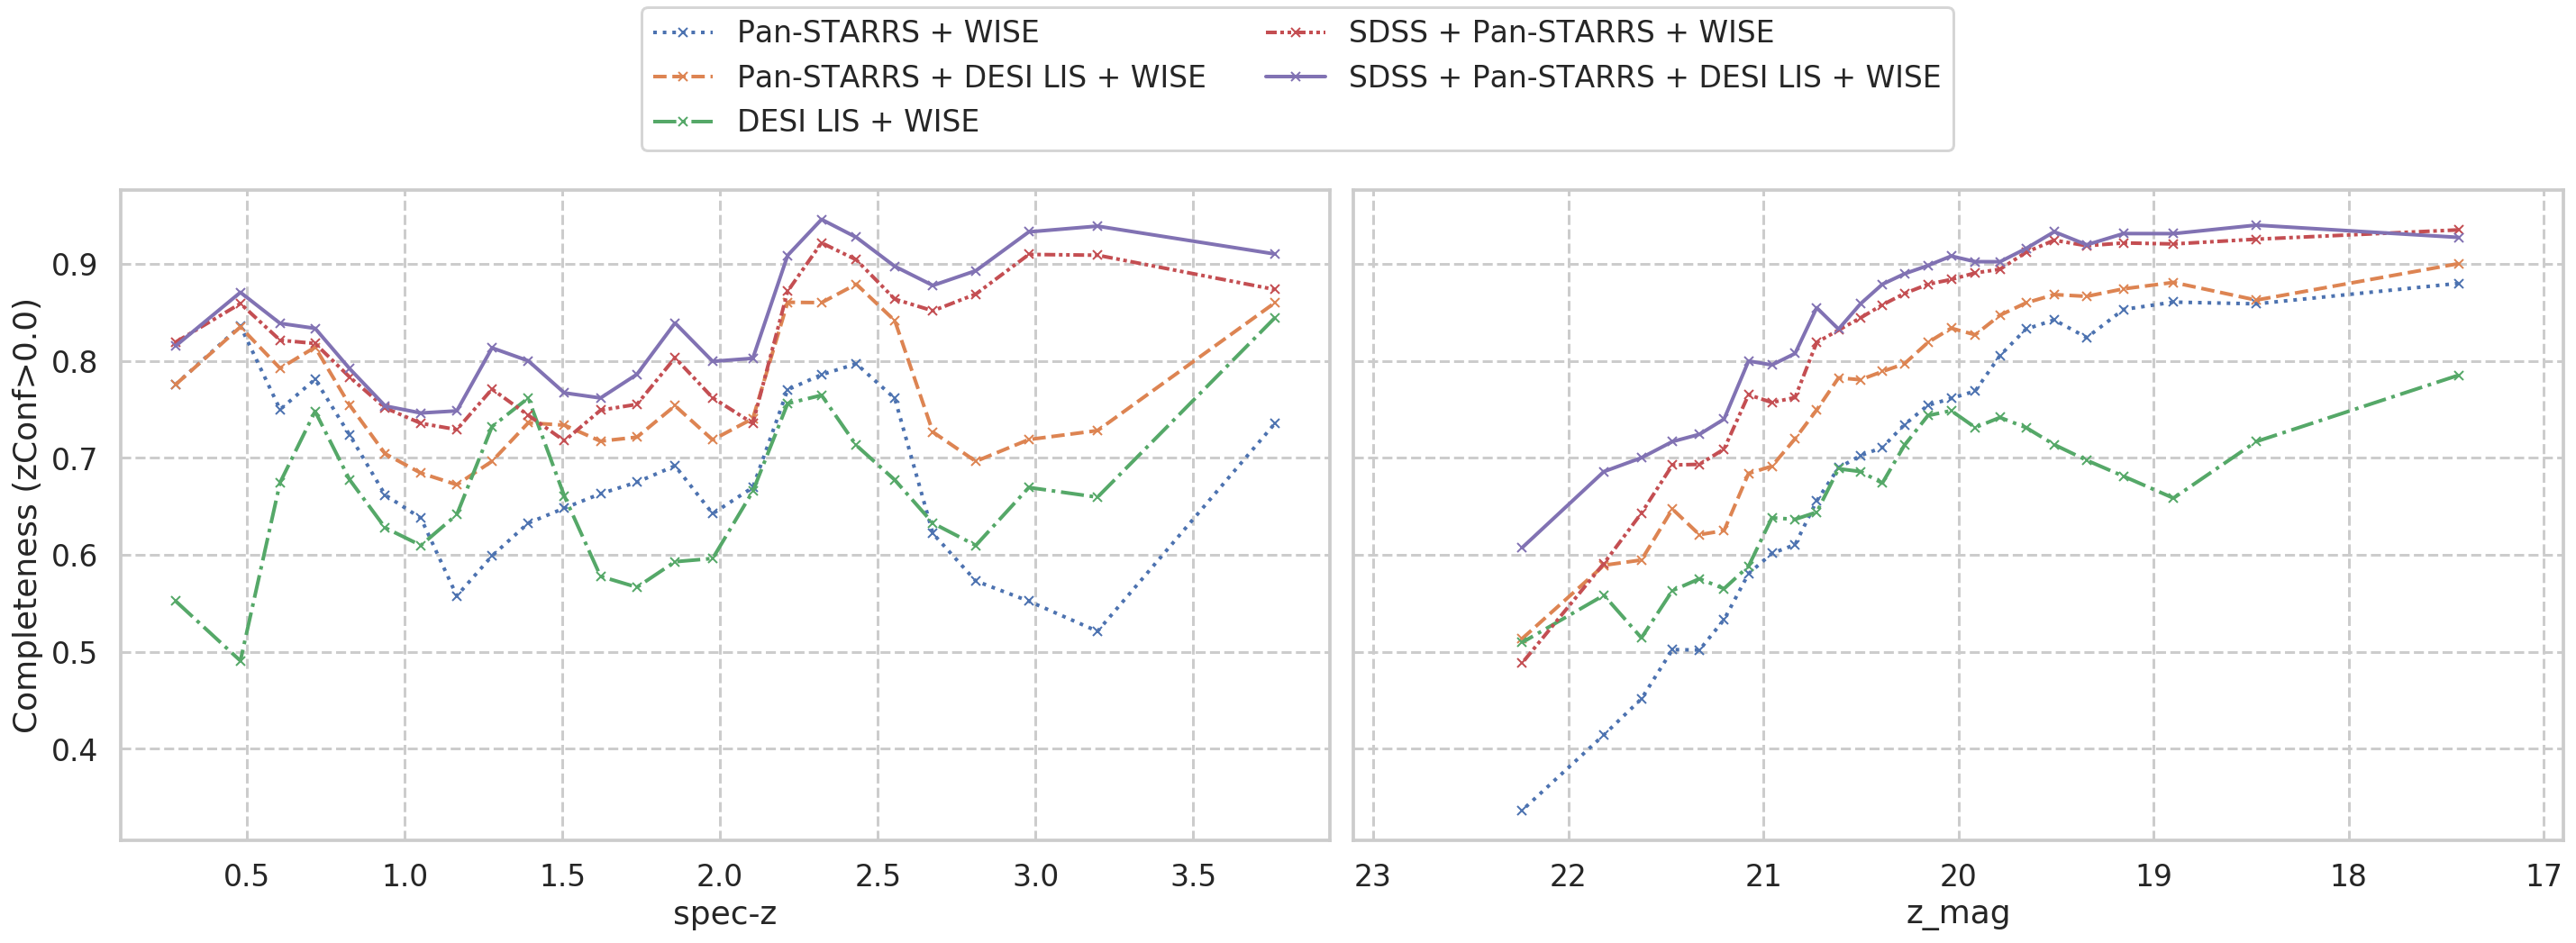 Pan-STARRS + WISE
Pan-STARRS + DESI LIS + WISE
DESI LIS + WISE
SDSS + Pan-STARRS + WISE
SDSS + Pan-STARRS + DESI LIS + WISE
Completeness (zConf>0.0)
0.9
0.8
0.7
0.6
0.5
0.4
0.5 1.0 1.5 2.0 2.5 3.0 3.5
spec-z
23 22 21 20 19 18 17
z_mag